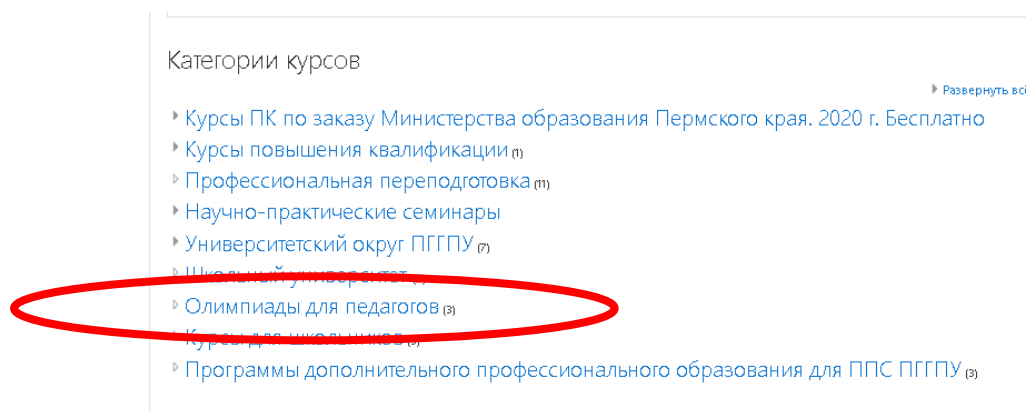 Категории курсов
Развернуть всё
Курсы ПК по заказу Министерства образования Пермского края. 2020 г. Бесплатно
Курсы повышения квалификации (1)
Профессиональная переподготовка (11)
Научно-практические семинары
Университетский округ ПГГПУ (7)
Школьный университет
Олимпиады для педагогов (3)
Курсы для школьников
Программы дополнительного профессионального образования для ППС ПГГПУ (3)